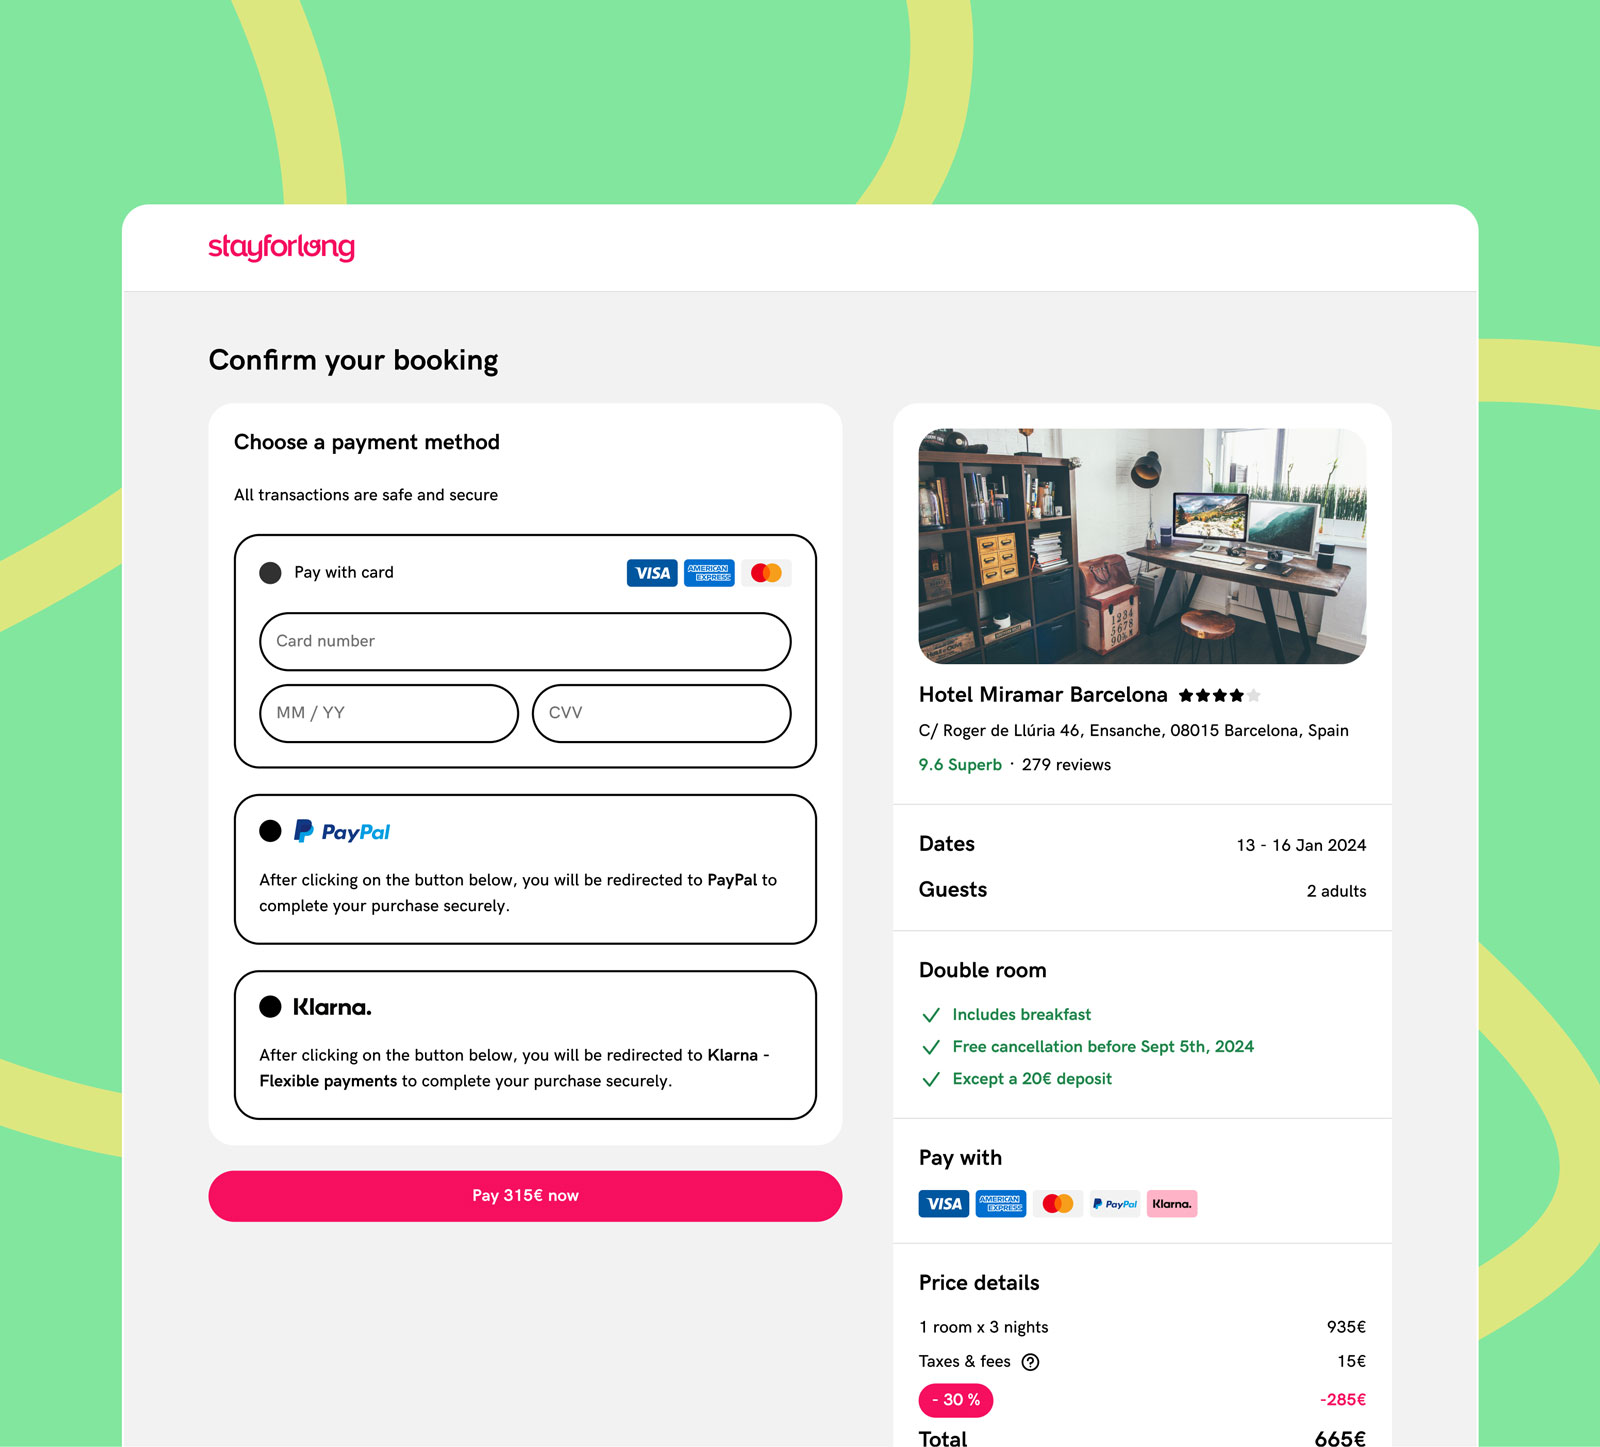 stayforlong
Confirm your booking
Choose a payment method
All transactions are safe and secure
Pay with card
VISA
AMERICAN
EXPRESS
Card number
MM / YY
CVV
PayPal
After clicking on the button below, you will be redirected to PayPal to
complete your purchase securely.
Klarna.
After clicking on the button below, you will be redirected to Klarna -
Flexible payments to complete your purchase securely.
Pay 315€ now
1234
5678
Hotel Miramar Barcelona
C/ Roger de Llúria 46, Ensanche, 08015 Barcelona, Spain
9.6 Superb · 279 reviews
Dates
13 - 16 Jan 2024
Guests
2 adults
Double room
Includes breakfast
Free cancellation before Sept 5th, 2024
Except a 20€ deposit
Pay with
VISA
AMERICAN
EXPRESS
PayPal
Klarna.
Price details
1 room x 3 nights
935€
Taxes & fees ?
15€
- 30 %
-285€
Total
665€